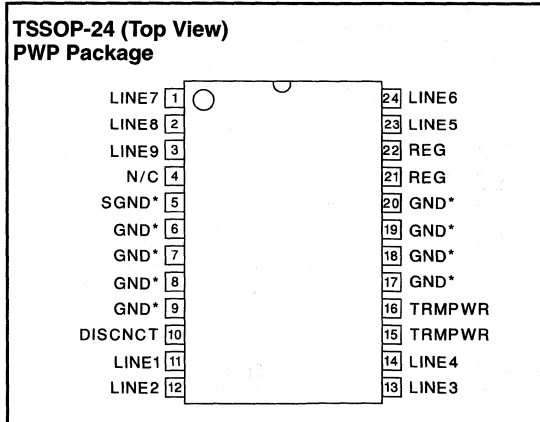 TSSOP-24 (Top View)
PWP Package
LINE7 1 24 LINE6
LINE8 2 23 LINE5
LINE9 3 22 REG
N/C 4 21 REG
SGND* 5 20 GND*
GND* 6 19 GND*
GND* 7 18 GND*
GND* 8 17 GND*
GND* 9 16 TRMPWR
DISCNCT 10 15 TRMPWR
LINE1 11 14 LINE4
LINE2 12 13 LINE3